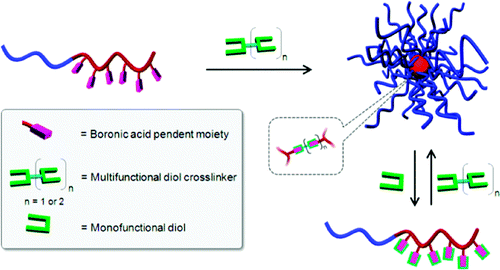 n
n
= Boronic acid pendent moiety
= Multifunctional diol crosslinker
n
n = 1 or 2
= Monofunctional diol
n